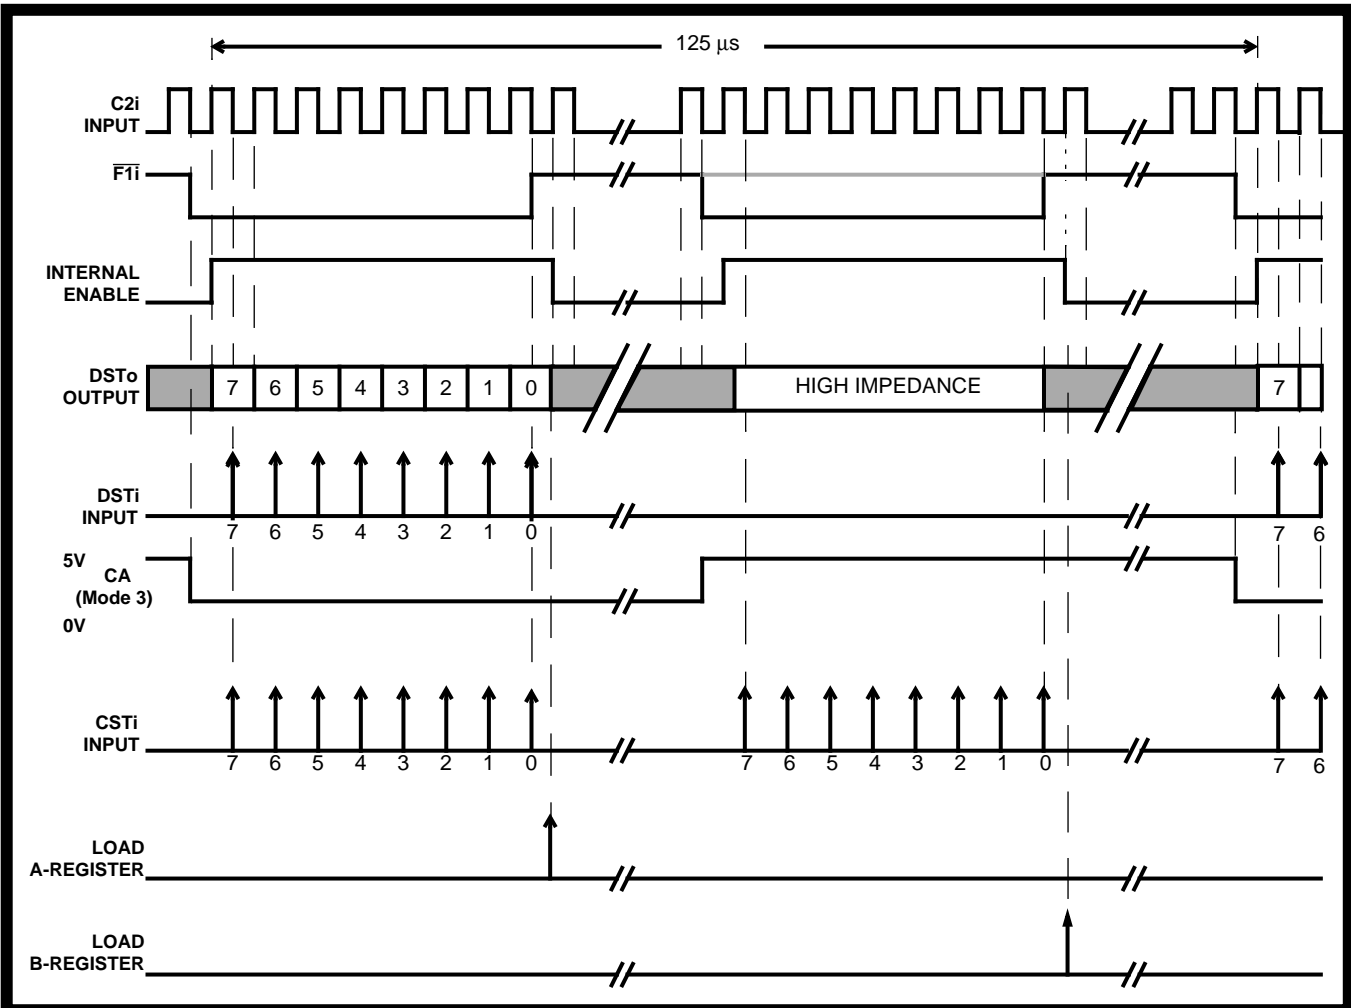 125 μs
C2i
INPUT
F1i
INTERNAL
ENABLE
DSTo
OUTPUT
7 6 5 4 3 2 1 0
HIGH IMPEDANCE
7
DSTi
INPUT
7 6 5 4 3 2 1 0
7 6
5V
CA
(Mode 3)
0V
CSTi
INPUT
7 6 5 4 3 2 1 0
7 6 5 4 3 2 1 0
7 6
LOAD
A-REGISTER
LOAD
B-REGISTER